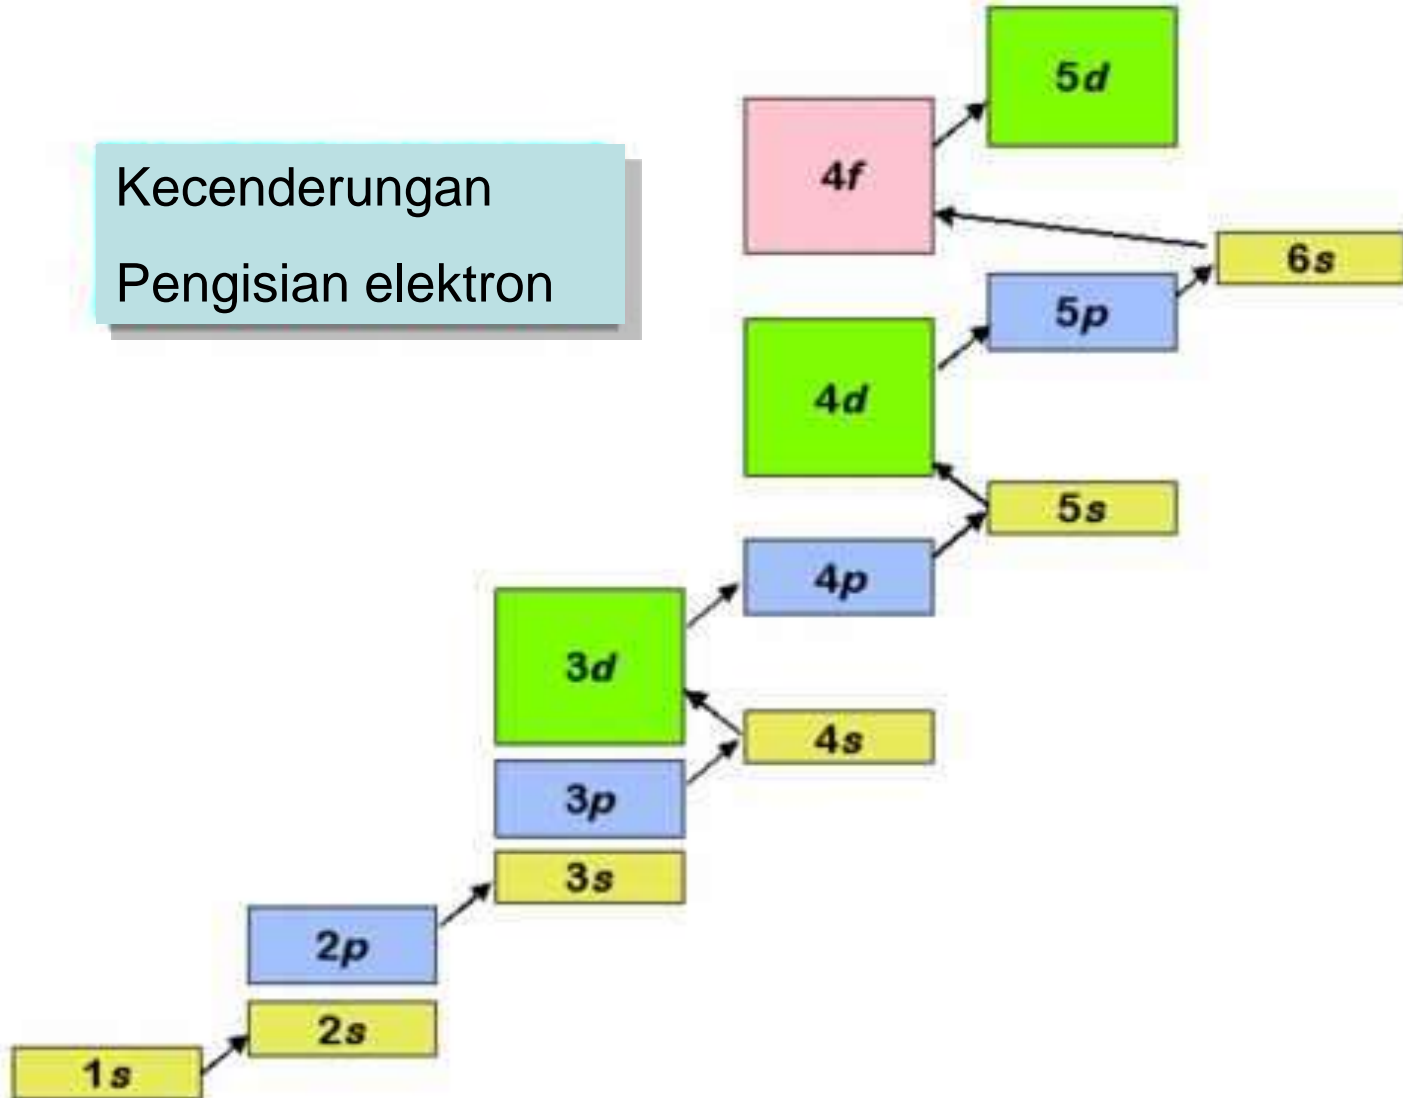 Kecenderungan
Pengisian elektron
5d
4f
6s
5p
4d
5s
4p
3d
4s
3p
3s
2p
2s
1s